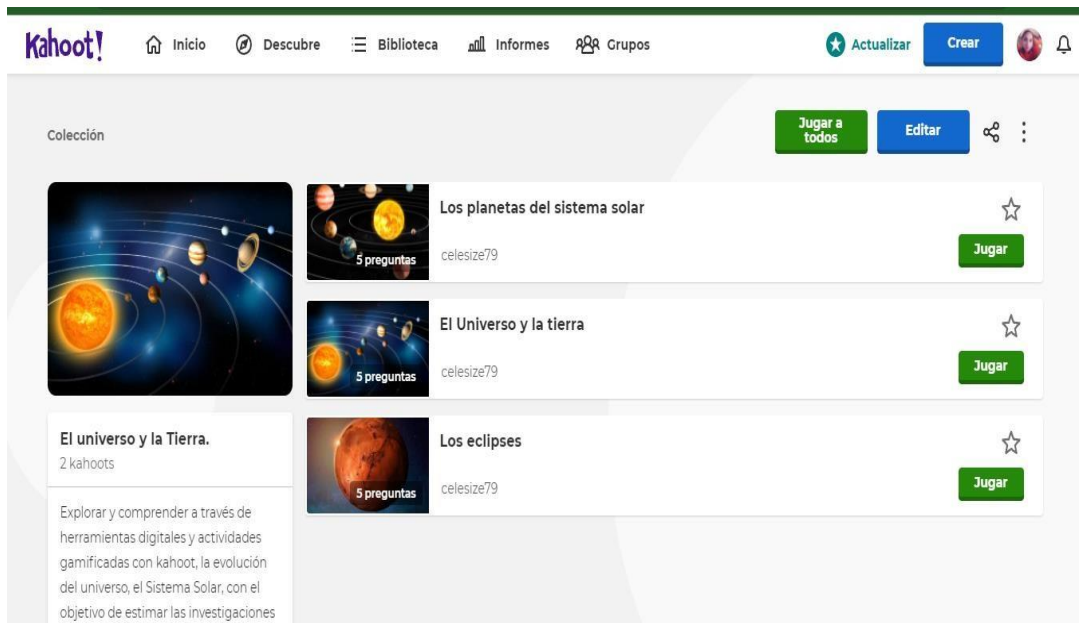 Kahoot!
Inicio
Descubre
Biblioteca
Informes
Grupos
Actualizar
Crear
Colección
Jugar a
todos
Editar
5 preguntas
Los planetas del sistema solar
celesize79
Jugar
5 preguntas
El Universo y la tierra
celesize79
Jugar
5 preguntas
Los eclipses
celesize79
Jugar
El universo y la Tierra.
2 kahoots
Explorar y comprender a través de
herramientas digitales y actividades
gamificadas con kahoot, la evolución
del universo, el Sistema Solar, con el
objetivo de estimar las investigaciones